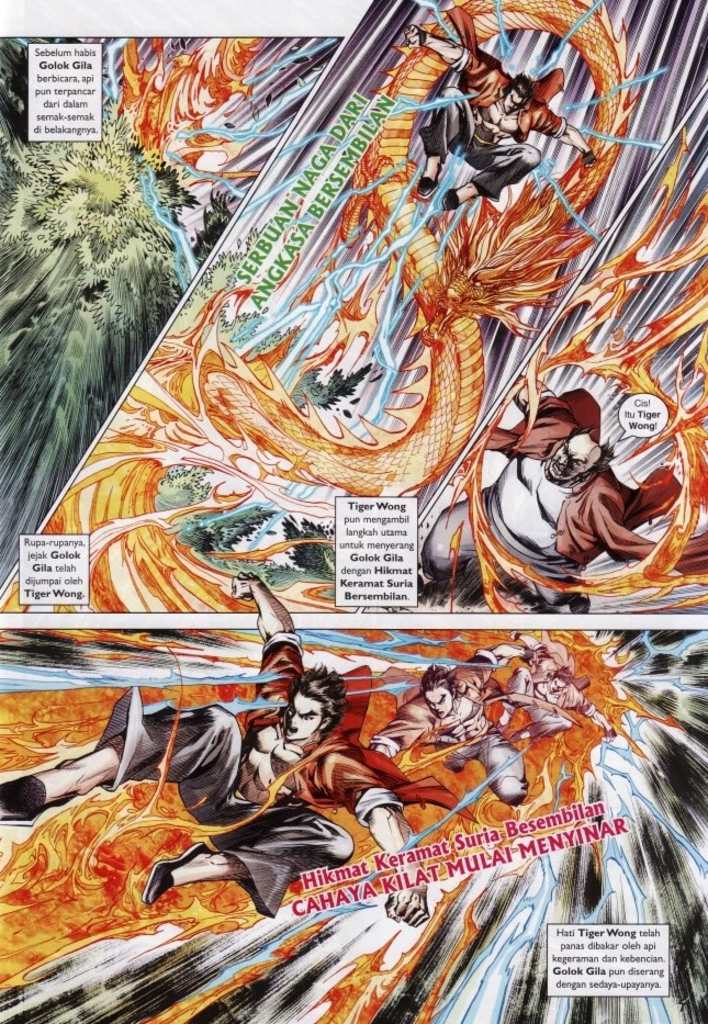 Sebelum habis
Golok Gila
berbicara, api
pun terpancar
dari dalam
semak-semak
di belakangnya.
SERBUAN NAGA DARI
ANGKASA BERSEMBILAN
Cis!
Itu Tiger
Wong!
Rupa-rupanya,
jejak Golok
Gila telah
dijumpai oleh
Tiger Wong.
Tiger Wong
pun mengambil
langkah utama
untuk menyerang
Golok Gila
dengan Hikmat
Keramat Suria
Bersembilan.
Hikmat Keramat Suria Besembilan
CAHAYA KILAT MULAI MENYINAR
Hati Tiger Wong telah
panas dibakar oleh api
kegeraman dan kebencian.
Golok Gila pun diserang
dengan sedaya-upayanya.